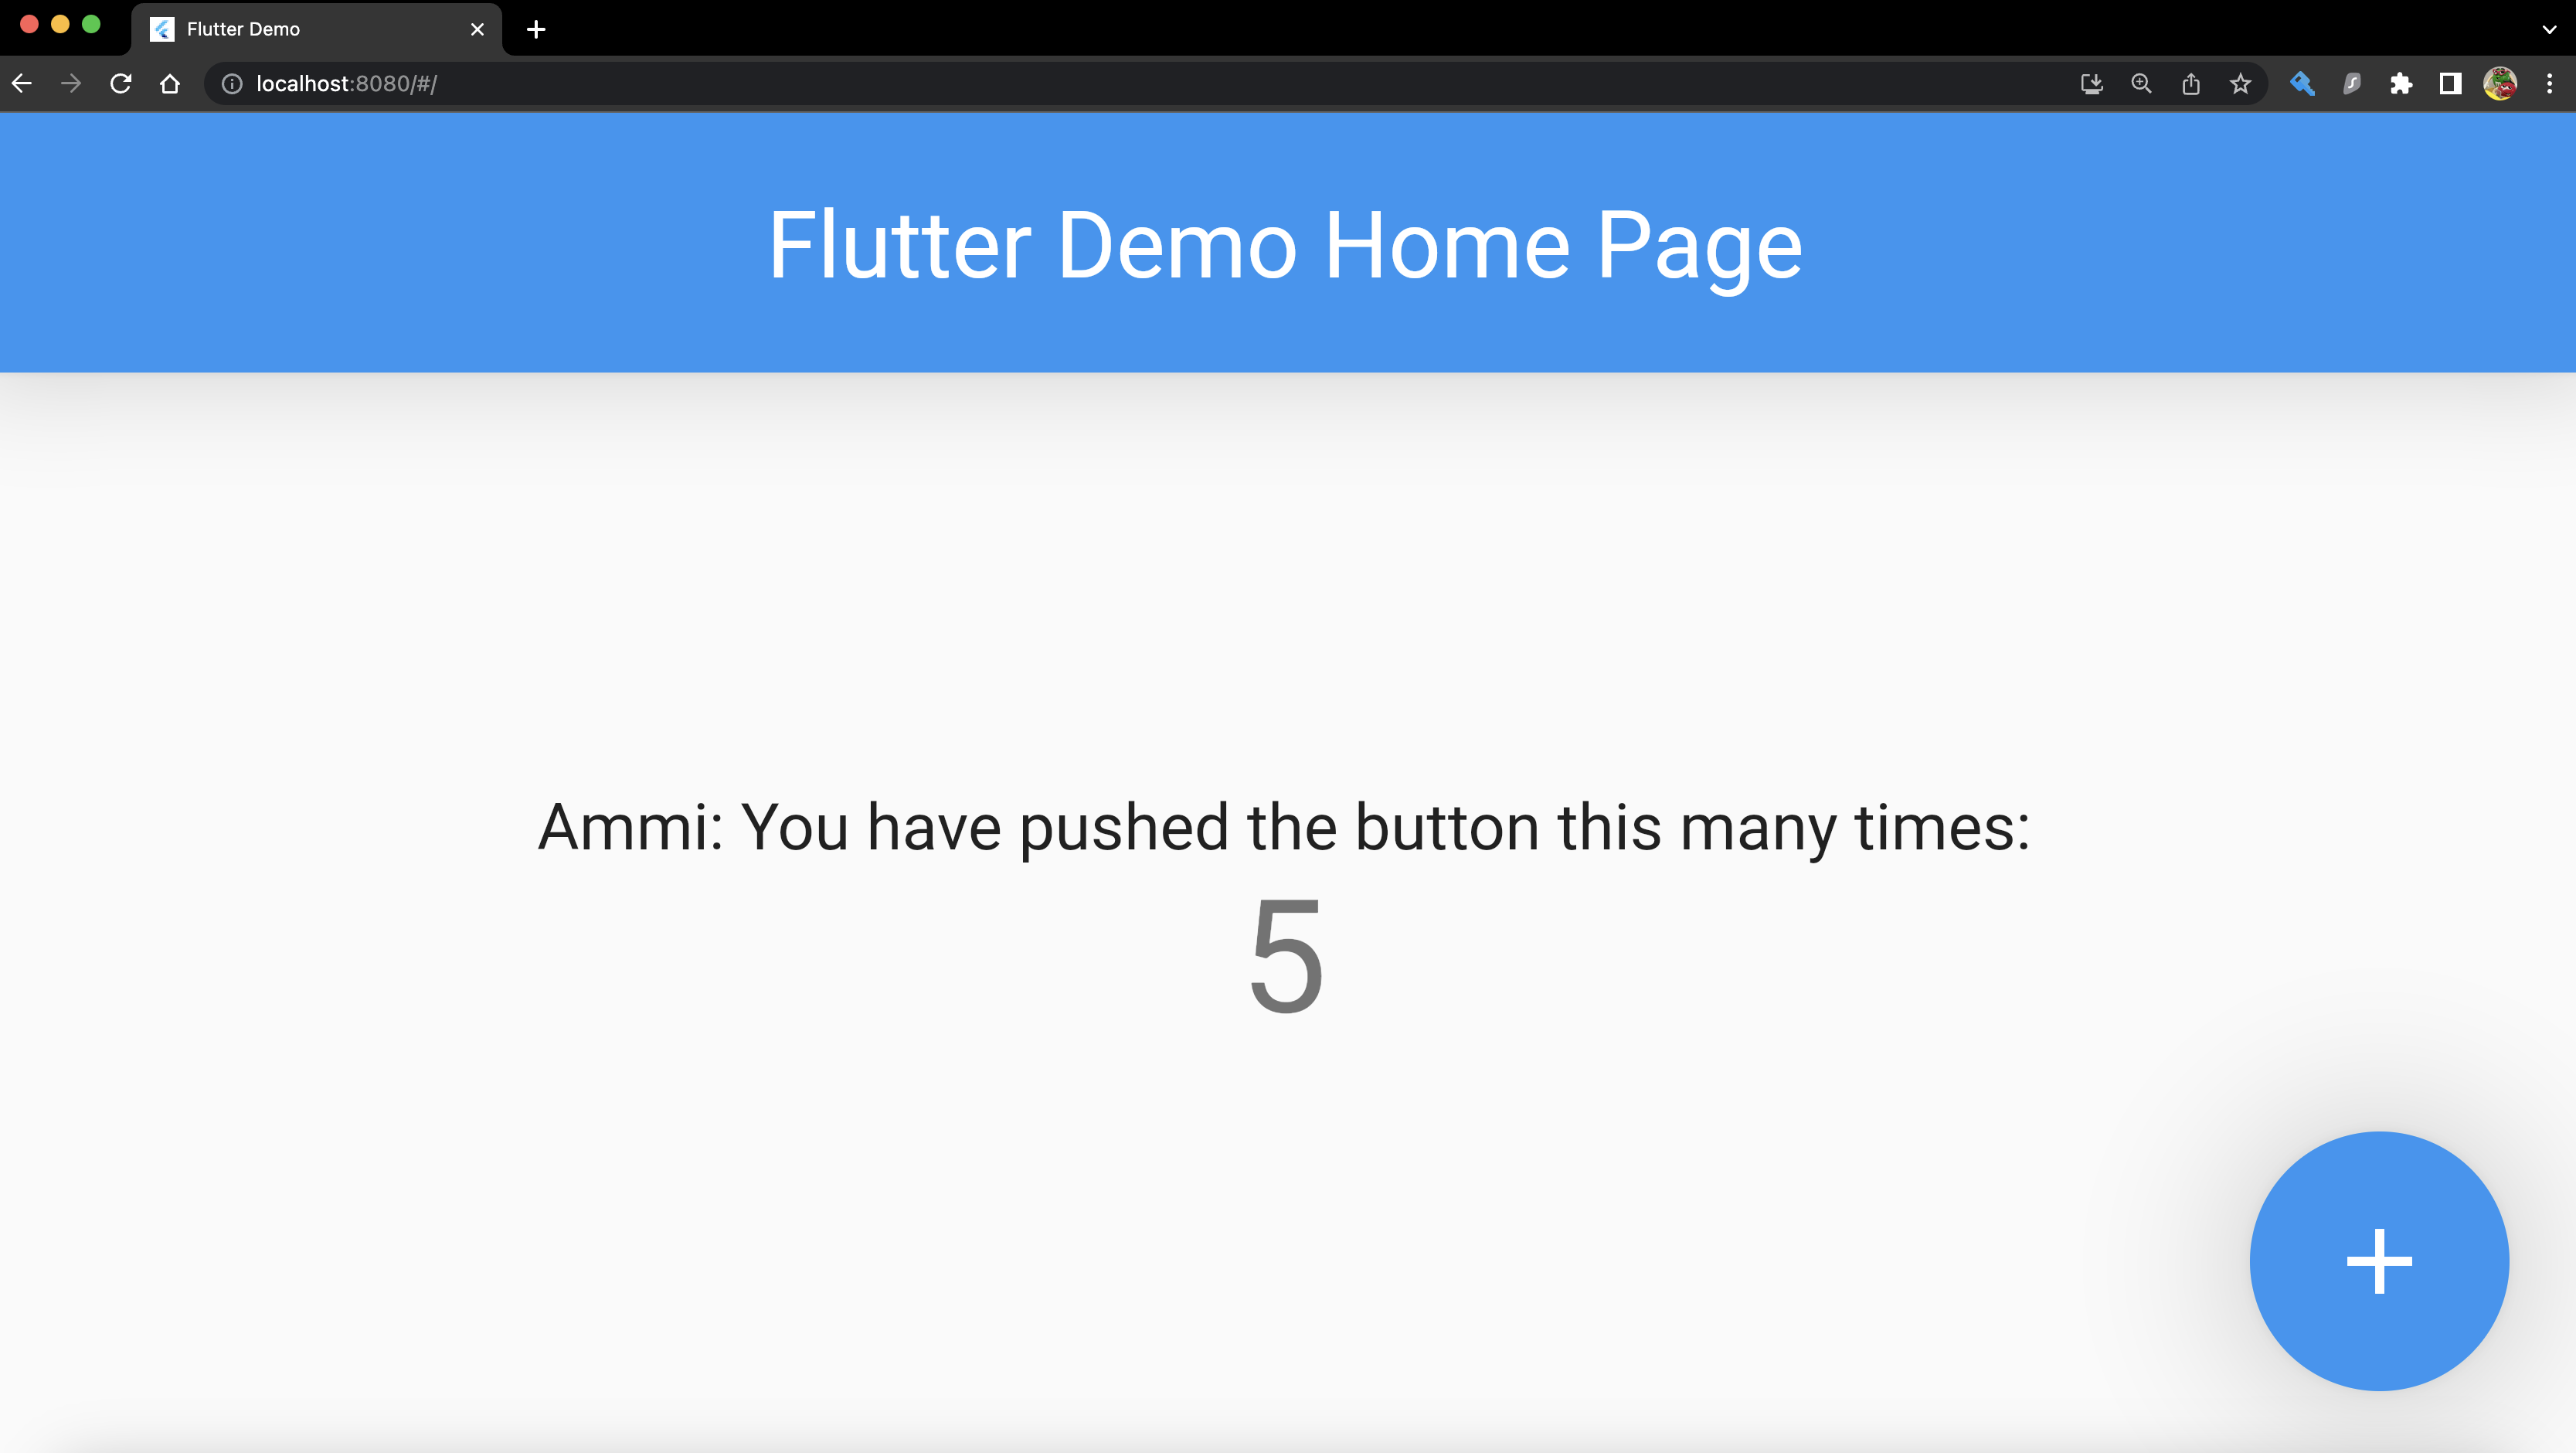 Flutter Demo
localhost:8080/#/
Flutter Demo Home Page
Ammi: You have pushed the button this many times:
5